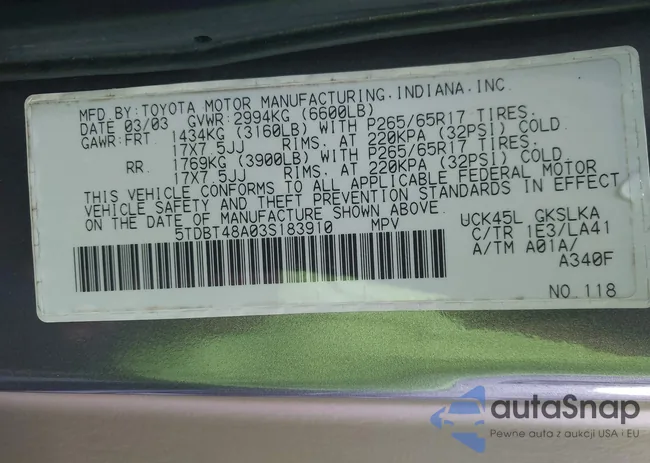 MFD.BY:TOYOTA MOTOR MANUFACTURING.INDIANA.INC.
DATE 03/03 GVWR:2994KG (6600LB)
GAWR:FRT 1434KG (3160LB) WITH P265/65R17 TIRES.
17X7.5JJ RIMS. AT 220KPA (32PSI) COLD
RR 1769KG (3900LB) WITH P265/65R17 TIRES.
17X7.5JJ RIMS. AT 220KPA (32PSI) COLD.
THIS VEHICLE CONFORMS TO ALL APPLICABLE FEDERAL MOTOR
VEHICLE SAFETY AND THEFT PREVENTION STANDARDS IN EFFECT
ON THE DATE OF MANUFACTURE SHOWN ABOVE.
5TDBT48A03S183910 MPV
UCK45L GKSLKA
C/TR 1E3/LA41
A/TM A01A/
A340F
NO.118
autaSnap
Pewne auta z aukcji USA i EU